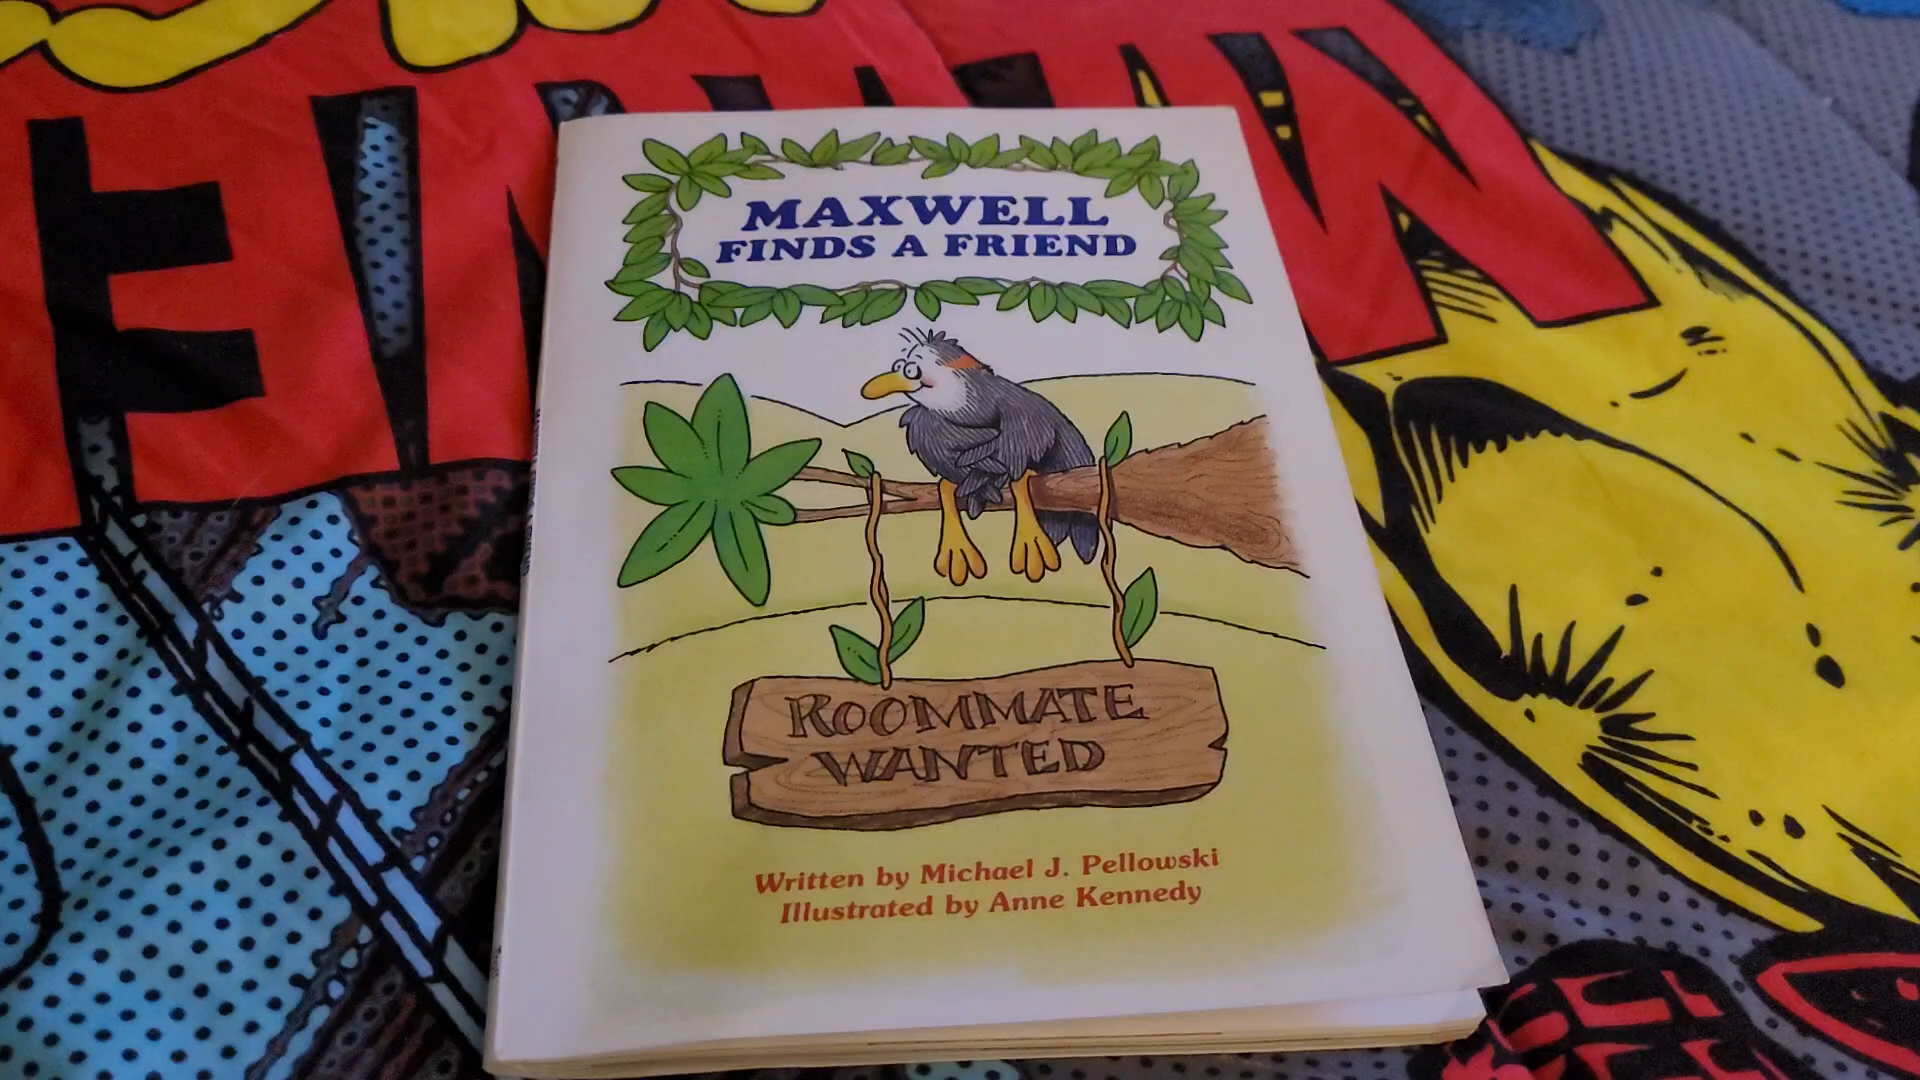 MAXWELL
FINDS A FRIEND
ROOMMATE
WANTED
Written by Michael J. Pellowski
Illustrated by Anne Kennedy